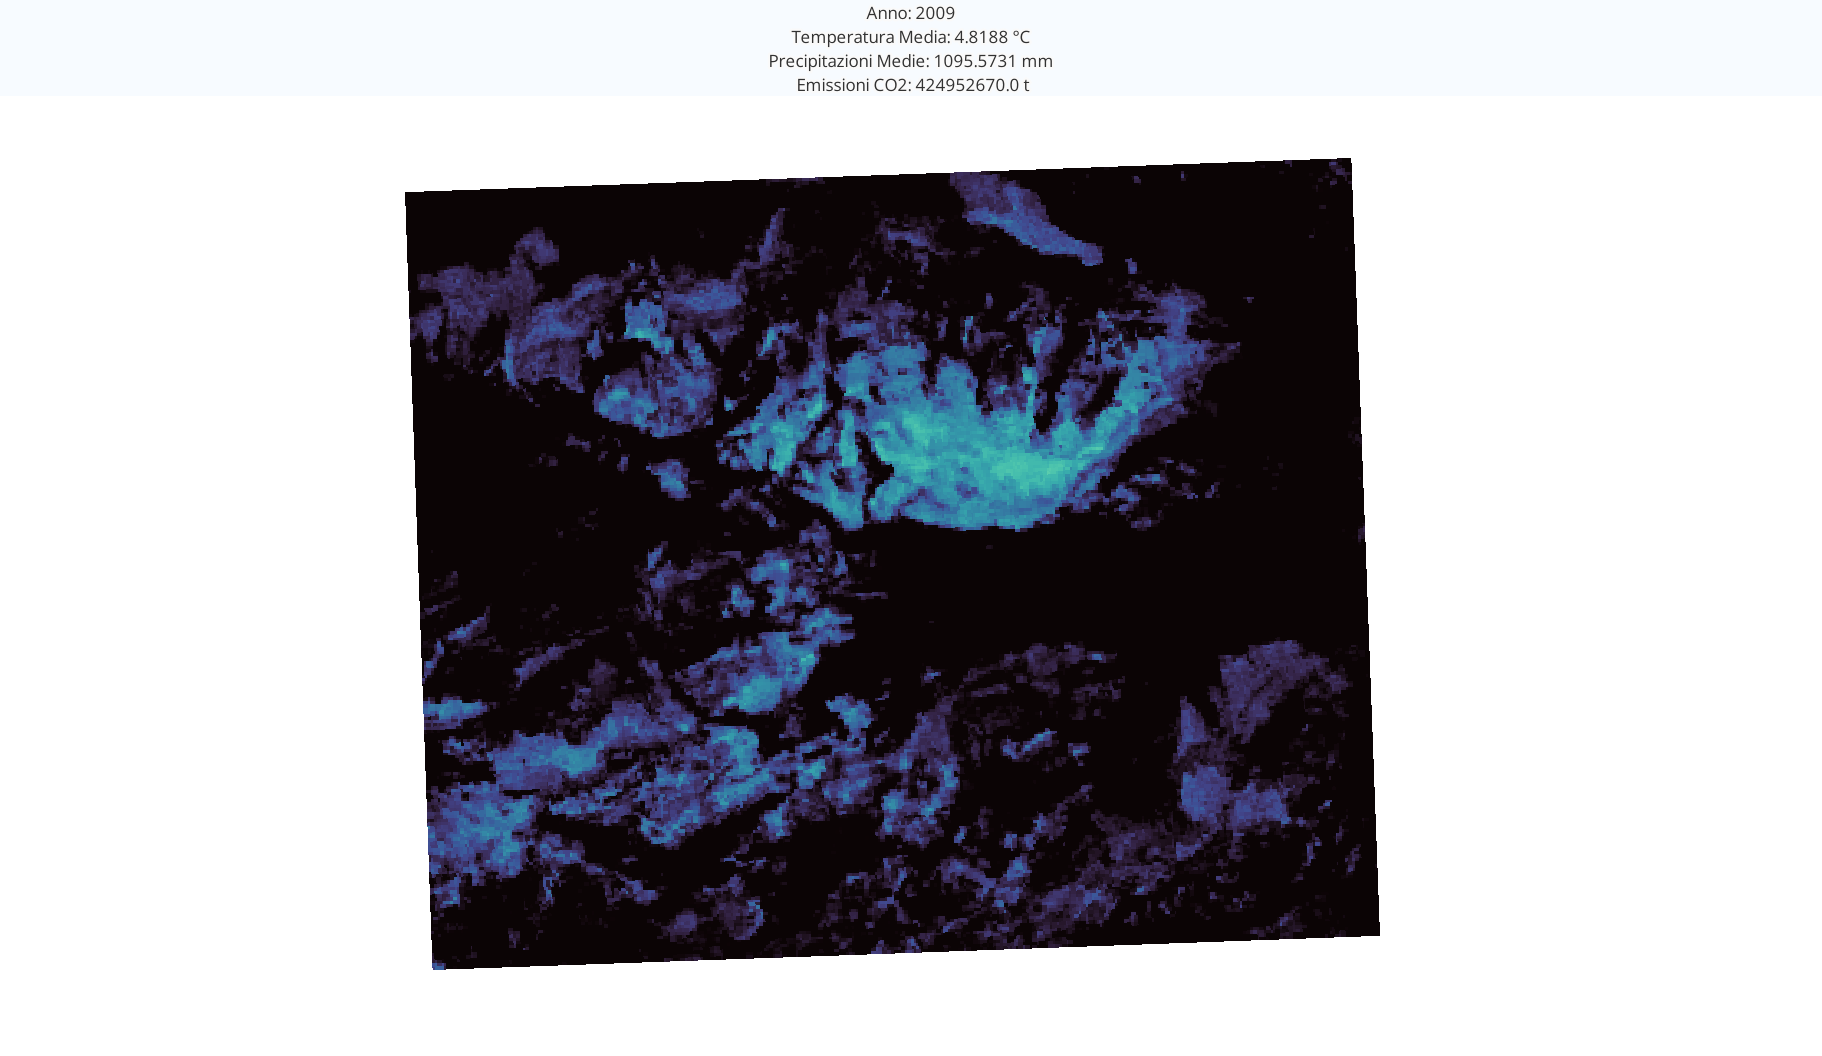 Anno: 2009
Temperatura Media: 4.8188 °C
Precipitazioni Medie: 1095.5731 mm
Emissioni CO2: 424952670.0 t